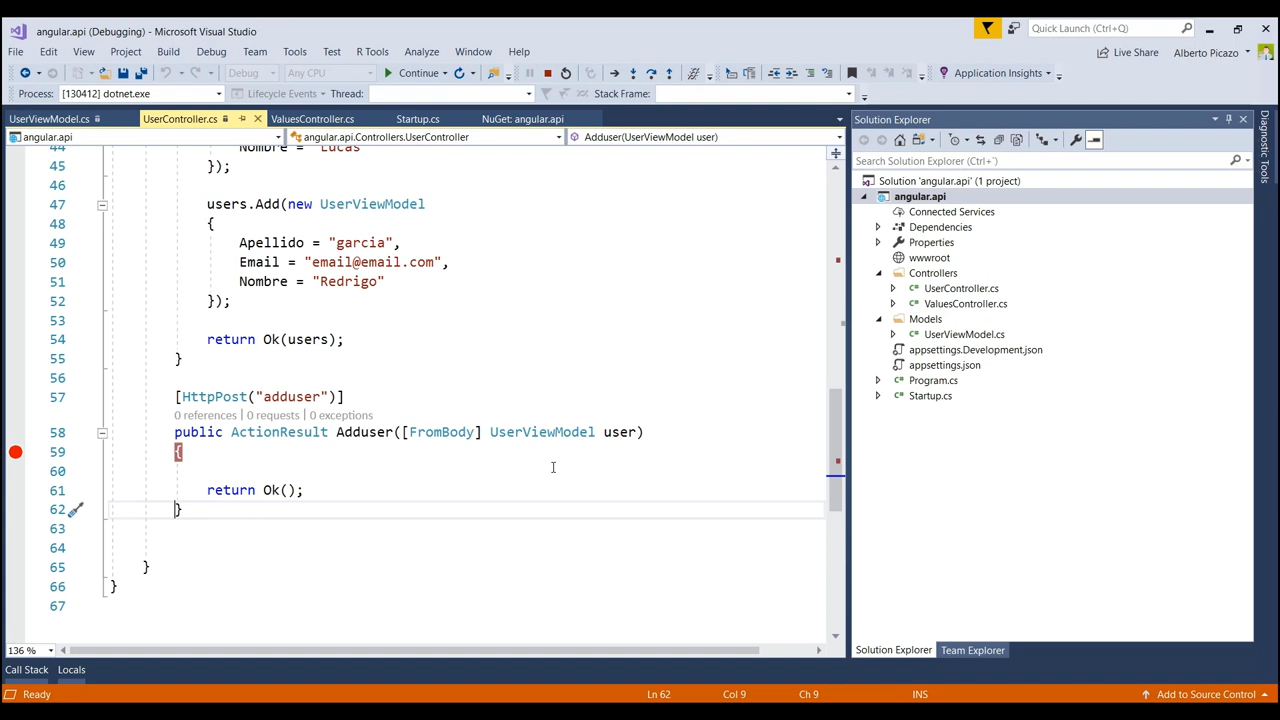 angular.api (Debugging) - Microsoft Visual Studio
Quick Launch (Ctrl+Q)
File Edit View Project Build Debug Team Tools Test R Tools Analyze Window Help
Live Share
Alberto Picazo
Debug Any CPU Continue Application Insights
Process: [130412] dotnet.exe Lifecycle Events Thread: Stack Frame:
UserViewModel.cs UserController.cs ValuesController.cs Startup.cs NuGet: angular.api
angular.api angular.api.Controllers.UserController Adduser(UserViewModel user)
44 Nombre = "Lucas"
45 });
46
47 users.Add(new UserViewModel
48 {
49 Apellido = "garcia",
50 Email = "email@email.com",
51 Nombre = "Redrigo"
52 });
53
54 return Ok(users);
55 }
56
57 [HttpPost("adduser")]
0 references | 0 requests | 0 exceptions
58 public ActionResult Adduser([FromBody] UserViewModel user)
59 {
60
61 return Ok();
62 }
63
64
65 }
66 }
67
136 %
Solution Explorer
Search Solution Explorer (Ctrl+´)
Solution 'angular.api' (1 project)
angular.api
Connected Services
Dependencies
Properties
wwwroot
Controllers
UserController.cs
ValuesController.cs
Models
UserViewModel.cs
appsettings.Development.json
appsettings.json
Program.cs
Startup.cs
Solution Explorer Team Explorer
Diagnostic Tools
Call Stack Locals
Ready Ln 62 Col 9 Ch 9 INS Add to Source Control